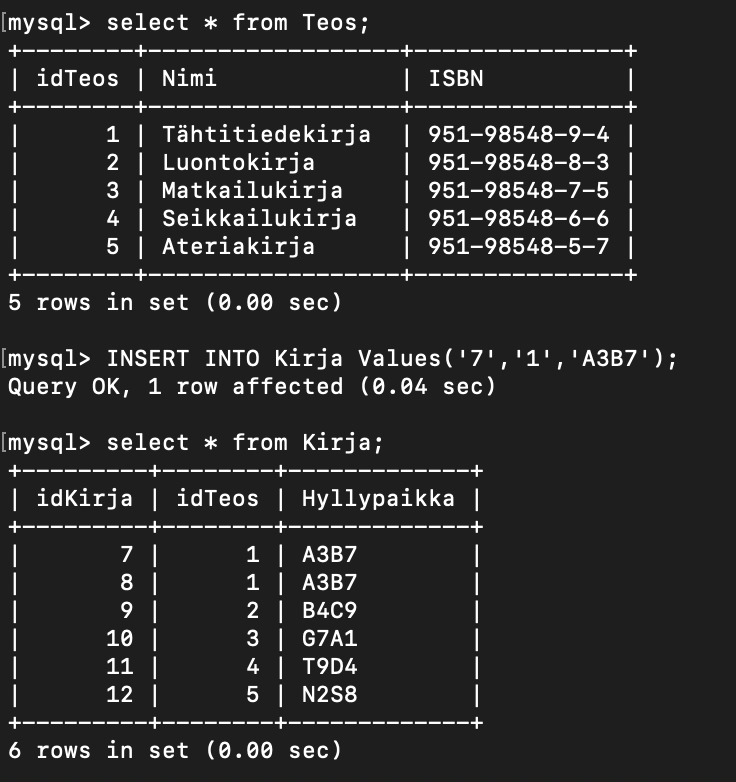 [mysql> select * from Teos;
+--------+-------------------+---------------+
| idTeos | Nimi              | ISBN          |
+--------+-------------------+---------------+
|      1 | Tähtitiedekirja   | 951-98548-9-4 |
|      2 | Luontokirja       | 951-98548-8-3 |
|      3 | Matkailukirja     | 951-98548-7-5 |
|      4 | Seikkailukirja    | 951-98548-6-6 |
|      5 | Ateriakirja       | 951-98548-5-7 |
+--------+-------------------+---------------+
5 rows in set (0.00 sec)
[mysql> INSERT INTO Kirja Values('7','1','A3B7');
Query OK, 1 row affected (0.04 sec)
[mysql> select * from Kirja;
+---------+--------+-------------+
| idKirja | idTeos | Hyllypaikka |
+---------+--------+-------------+
|       7 |      1 | A3B7        |
|       8 |      1 | A3B7        |
|       9 |      2 | B4C9        |
|      10 |      3 | G7A1        |
|      11 |      4 | T9D4        |
|      12 |      5 | N2S8        |
+---------+--------+-------------+
6 rows in set (0.00 sec)